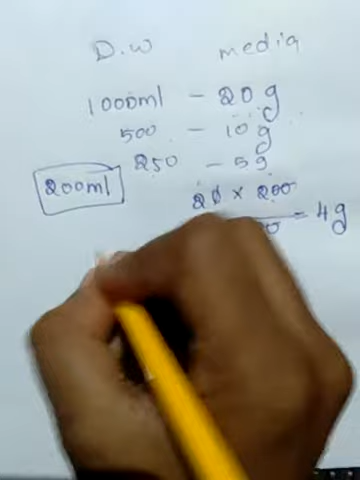 D.W media
1000ml - 20g
500 - 10g
250 - 5g
200ml
20 x 200
= 4g